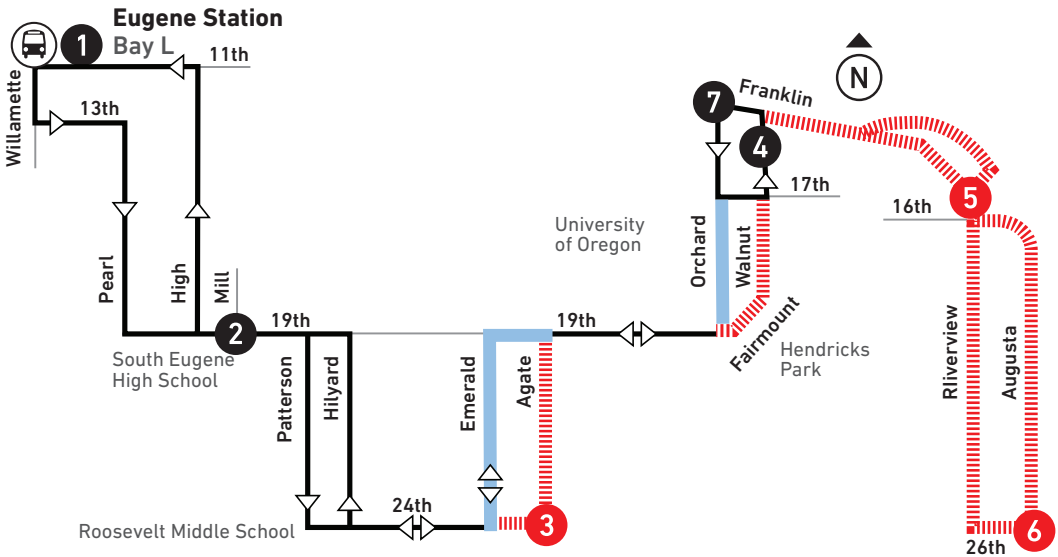 Eugene Station
1
Bay L
11th
Willamette
13th
7
Franklin
N
4
17th
5
16th
University
of Oregon
Orchard
Walnut
Pearl
High
Mill
2
19th
19th
Fairmount
Hendricks
Park
South Eugene
High School
Patterson
Hilyard
Emerald
Agate
Rliverview
Augusta
24th
Roosevelt Middle School
3
6
26th